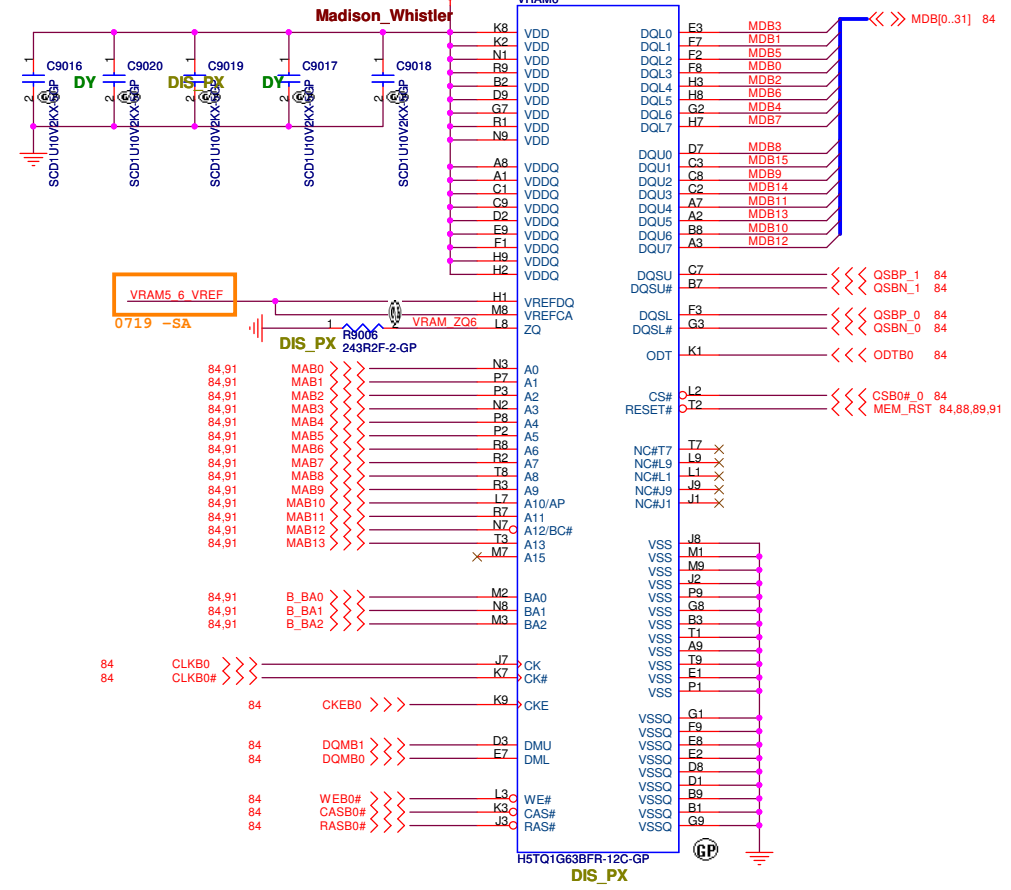 VRAM6
Madison_Whistler
MDB[0..31] 84
1 C9016 2 SCD1U10V2KX-5GP
DY
1 C9020 2 SCD1U10V2KX-5GP
DIS_PX
1 C9019 2 SCD1U10V2KX-5GP
DY
1 C9017 2 SCD1U10V2KX-5GP
1 C9018 2 SCD1U10V2KX-5GP
K8 VDD
K2 VDD
N1 VDD
R9 VDD
B2 VDD
D9 VDD
G7 VDD
R1 VDD
N9 VDD
A8 VDDQ
A1 VDDQ
C1 VDDQ
C9 VDDQ
D2 VDDQ
E9 VDDQ
F1 VDDQ
H9 VDDQ
H2 VDDQ
VRAM5_6_VREF
0719 -SA
H1 VREFDQ
M8 VREFCA
1 R9006 2 VRAM_ZQ6 L8 ZQ
DIS_PX 243R2F-2-GP
84,91 MAB0 N3 A0
84,91 MAB1 P7 A1
84,91 MAB2 P3 A2
84,91 MAB3 N2 A3
84,91 MAB4 P8 A4
84,91 MAB5 P2 A5
84,91 MAB6 R8 A6
84,91 MAB7 R2 A7
84,91 MAB8 T8 A8
84,91 MAB9 R3 A9
84,91 MAB10 L7 A10/AP
84,91 MAB11 R7 A11
84,91 MAB12 N7 A12/BC#
84,91 MAB13 T3 A13
M7 A15
84,91 B_BA0 M2 BA0
84,91 B_BA1 N8 BA1
84,91 B_BA2 M3 BA2
84 CLKB0 J7 CK
84 CLKB0# K7 CK#
84 CKEB0 K9 CKE
84 DQMB1 D3 DMU
84 DQMB0 E7 DML
84 WEB0# L3 WE#
84 CASB0# K3 CAS#
84 RASB0# J3 RAS#
DQL0 E3 MDB3
DQL1 F7 MDB1
DQL2 F2 MDB5
DQL3 F8 MDB0
DQL4 H3 MDB2
DQL5 H8 MDB6
DQL6 G2 MDB4
DQL7 H7 MDB7
DQU0 D7 MDB8
DQU1 C3 MDB15
DQU2 C8 MDB9
DQU3 C2 MDB14
DQU4 A7 MDB11
DQU5 A2 MDB13
DQU6 B8 MDB10
DQU7 A3 MDB12
DQSU C7 QSBP_1 84
DQSU# B7 QSBN_1 84
DQSL F3 QSBP_0 84
DQSL# G3 QSBN_0 84
ODT K1 ODTB0 84
CS# L2 CSB0#_0 84
RESET# T2 MEM_RST 84,88,89,91
NC#T7 T7
NC#L9 L9
NC#L1 L1
NC#J9 J9
NC#J1 J1
VSS J8
VSS M1
VSS M9
VSS J2
VSS P9
VSS G8
VSS B3
VSS T1
VSS A9
VSS T9
VSS E1
VSS P1
VSSQ G1
VSSQ F9
VSSQ E8
VSSQ E2
VSSQ D8
VSSQ D1
VSSQ B9
VSSQ B1
VSSQ G9
GP
H5TQ1G63BFR-12C-GP
DIS_PX